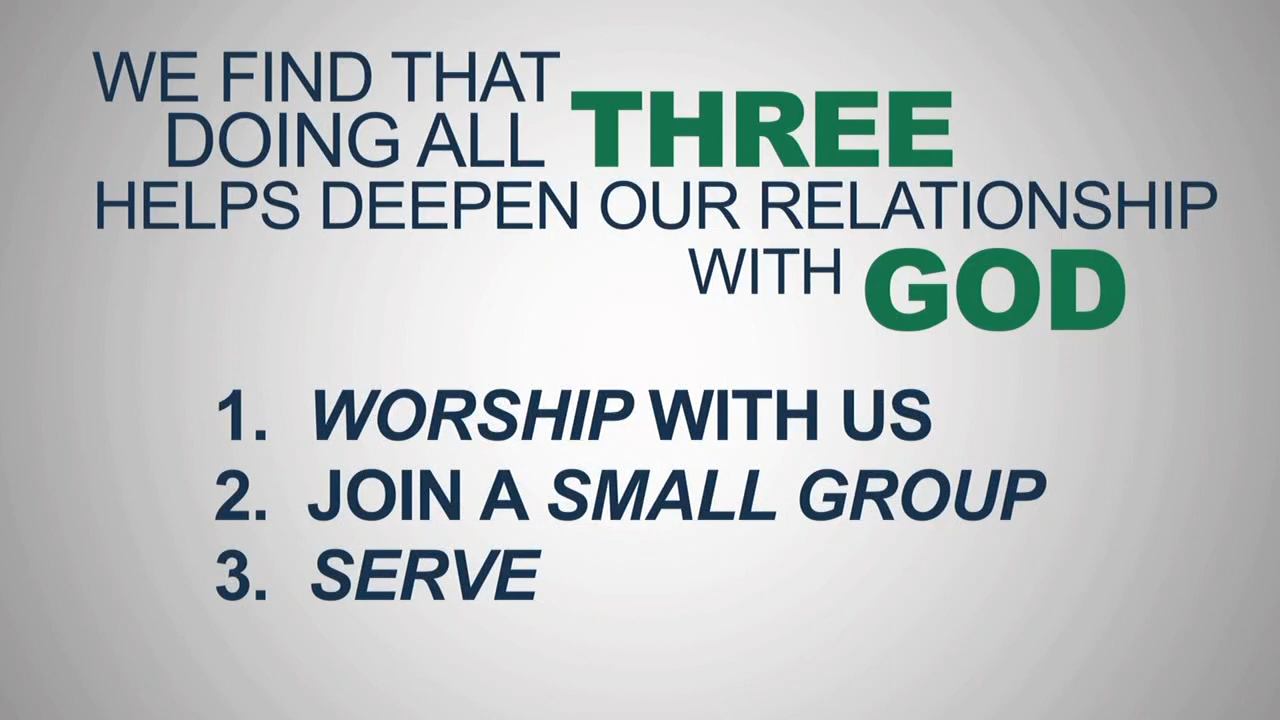 WE FIND THAT
DOING ALL THREE
HELPS DEEPEN OUR RELATIONSHIP
WITH GOD
1. WORSHIP WITH US
2. JOIN A SMALL GROUP
3. SERVE